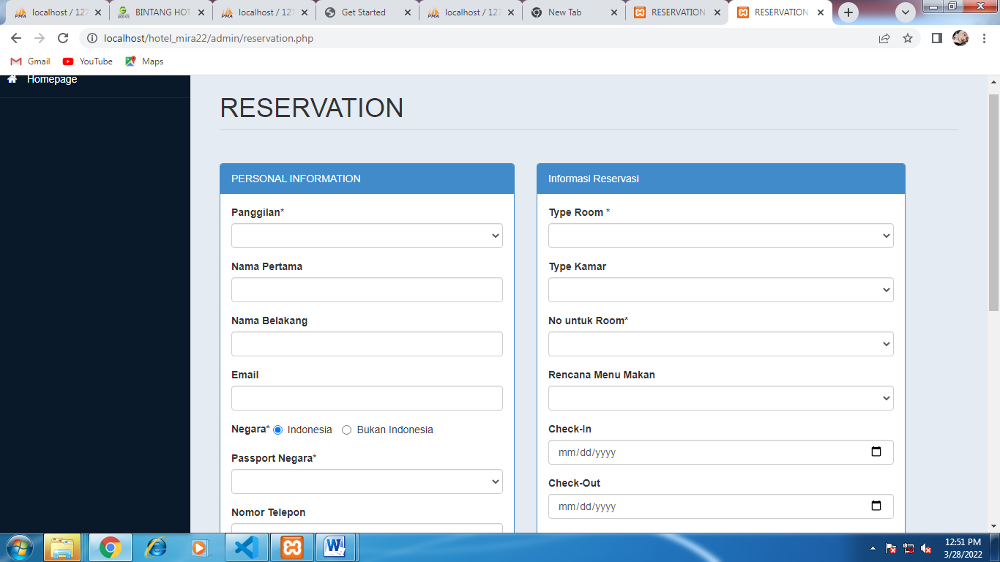 localhost / 127
BINTANG HOT
localhost / 127
Get Started
localhost / 127
New Tab
RESERVATION
RESERVATION
localhost/hotel_mira22/admin/reservation.php
Gmail
YouTube
Maps
Homepage
RESERVATION
PERSONAL INFORMATION
Panggilan*
Nama Pertama
Nama Belakang
Email
Negara* Indonesia Bukan Indonesia
Passport Negara*
Nomor Telepon
Informasi Reservasi
Type Room *
Type Kamar
No untuk Room*
Rencana Menu Makan
Check-In
mm/dd/yyyy
Check-Out
mm/dd/yyyy
12:51 PM
3/28/2022